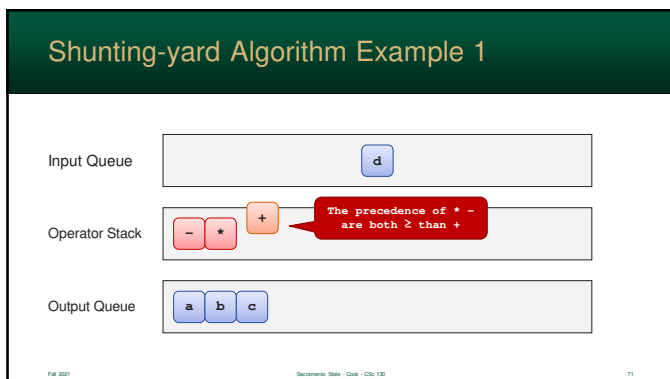 Shunting-yard Algorithm Example 1
Input Queue
d
Operator Stack
– *
+
The precedence of * –
are both ≥ than +
Output Queue
a b c
Fall 2021
Sacramento State - Cook - CSc 130
71